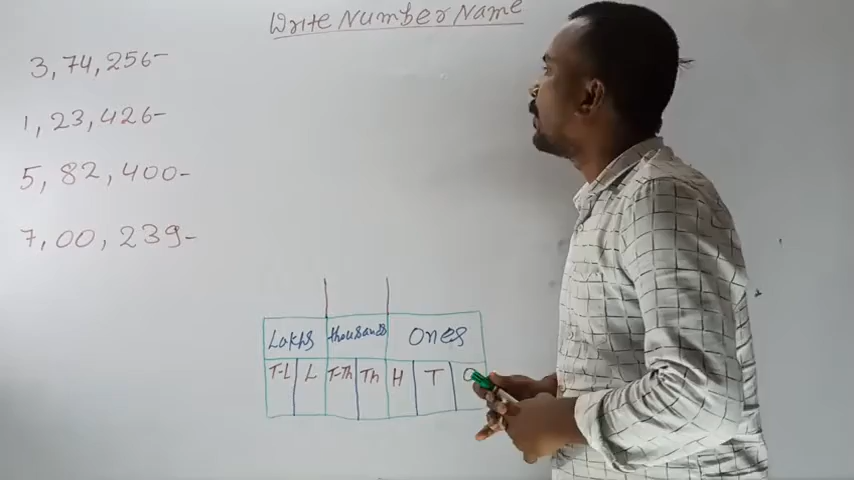 Write Number Name
3,74,256-
1,23,426-
5,82,400-
7,00,239-
Lakhs thousands Ones
T-L L T-Th Th H T O